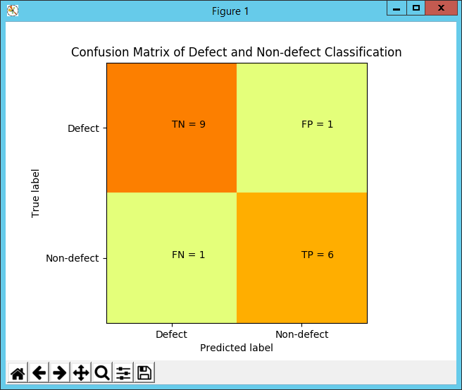 Figure 1
Confusion Matrix of Defect and Non-defect Classification
TN = 9
FP = 1
Defect
True label
Non-defect
FN = 1
TP = 6
Defect
Non-defect
Predicted label